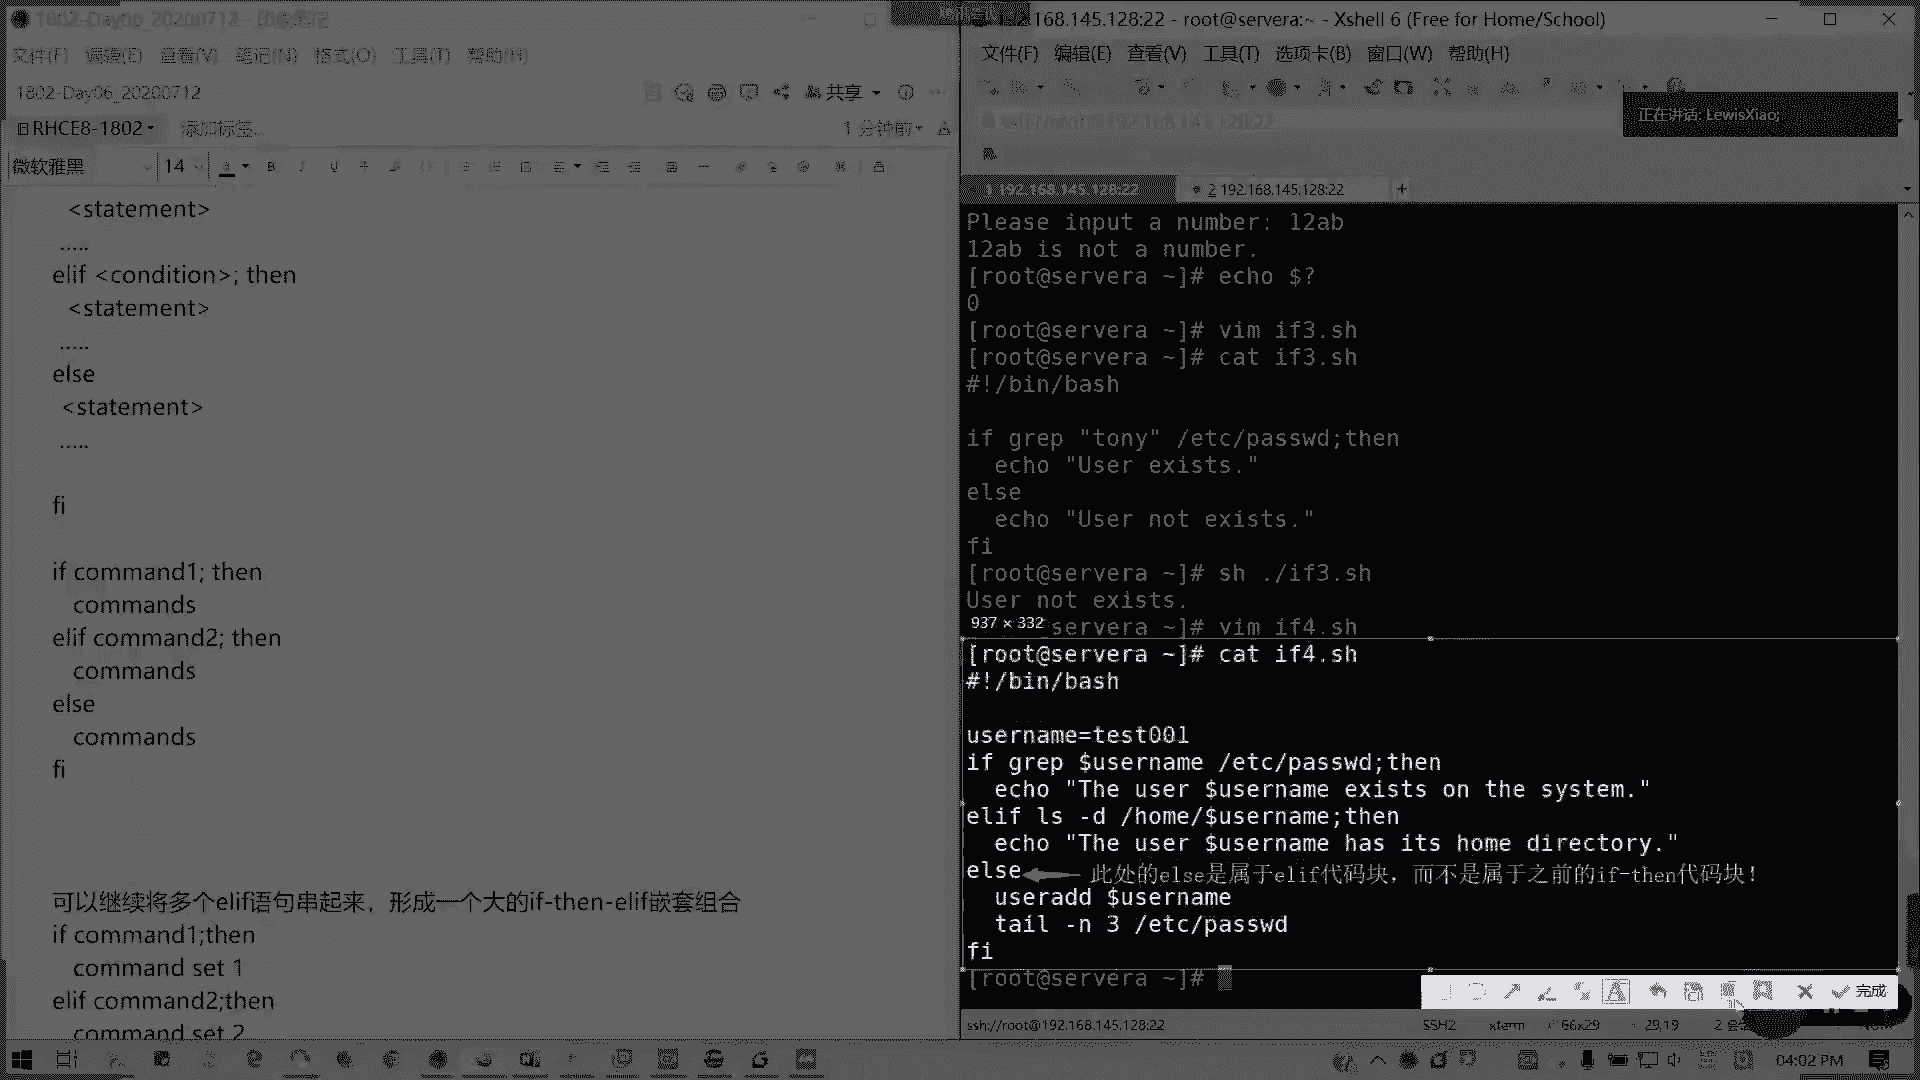 1802-Day06_20200712
文件(F) 编辑(E) 查看(V) 笔记(N) 格式(O) 工具(T) 帮助(H)
1802-Day06_20200712
共享
RHCE8-1802
添加标签...
1 分钟前
微软雅黑
14
<statement>
.....
elif <condition>; then
<statement>
.....
else
<statement>
.....
fi
if command1; then
commands
elif command2; then
commands
else
commands
fi
可以继续将多个elif语句串起来，形成一个大的if-then-elif嵌套组合
if command1;then
command set 1
elif command2;then
command set 2
168.145.128:22 - root@servera:~ - Xshell 6 (Free for Home/School)
文件(F) 编辑(E) 查看(V) 工具(T) 选项卡(B) 窗口(W) 帮助(H)
正在讲话: LewisXiao;
1 192.168.145.128:22
2 192.168.145.128:22
+
Please input a number: 12ab
12ab is not a number.
[root@servera ~]# echo $?
0
[root@servera ~]# vim if3.sh
[root@servera ~]# cat if3.sh
#!/bin/bash
if grep "tony" /etc/passwd;then
echo "User exists."
else
echo "User not exists."
fi
[root@servera ~]# sh ./if3.sh
User not exists.
937 × 332
servera ~]# vim if4.sh
[root@servera ~]# cat if4.sh
#!/bin/bash
username=test001
if grep $username /etc/passwd;then
echo "The user $username exists on the system."
elif ls -d /home/$username;then
echo "The user $username has its home directory."
else
此处的else是属于elif代码块，而不是属于之前的if-then代码块！
useradd $username
tail -n 3 /etc/passwd
fi
[root@servera ~]#
完成
ssh://root@192.168.145.128:22
SSH2
xterm
66x29
29,19
04:02 PM